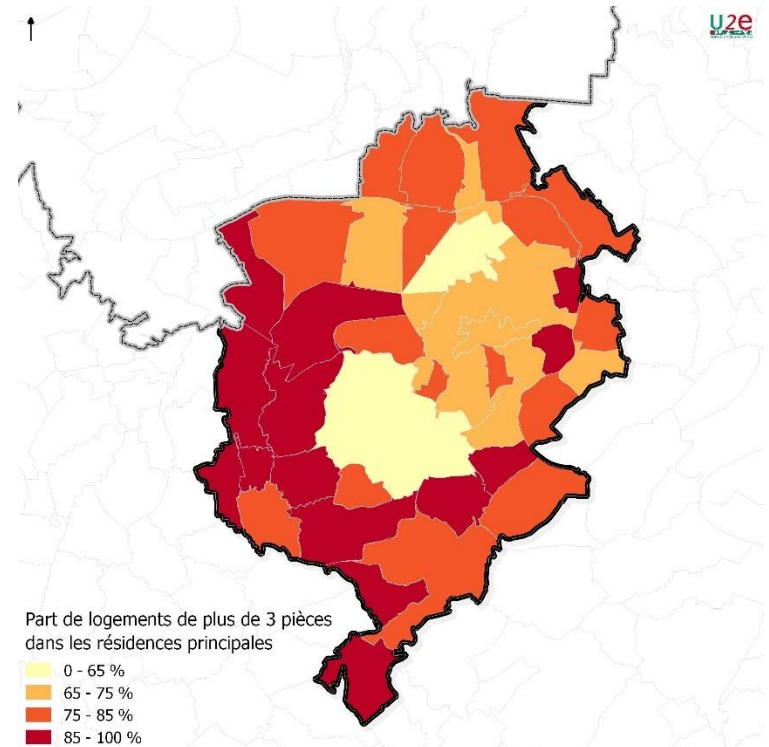 u2e
Part de logements de plus de 3 pièces
dans les résidences principales
0 - 65 %
65 - 75 %
75 - 85 %
85 - 100 %